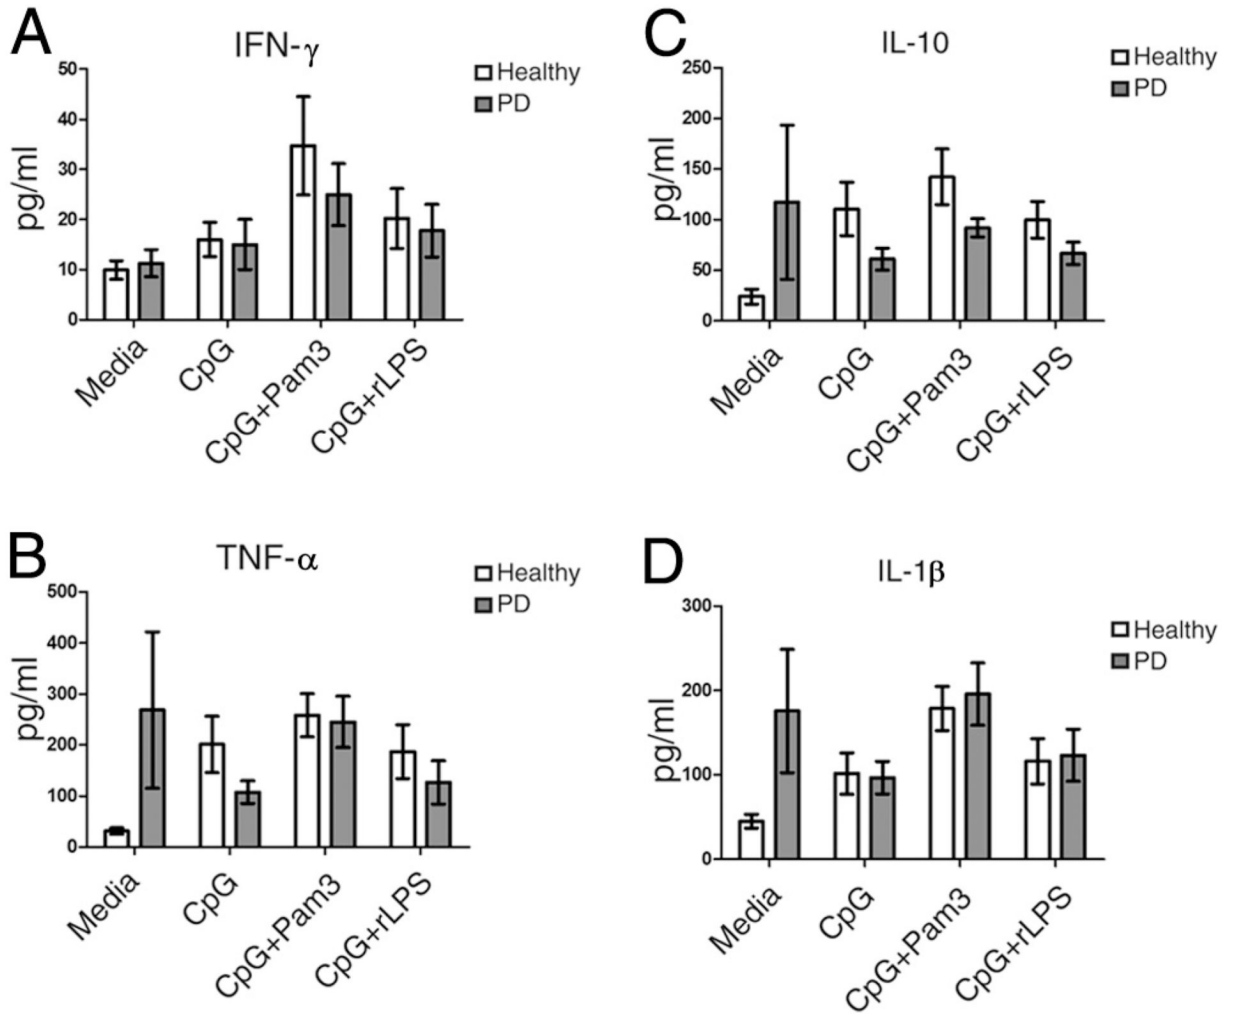 A
IFN-γ
Healthy
PD
pg/ml
50
40
30
20
10
0
Media
CpG
CpG+Pam3
CpG+rLPS
C
IL-10
Healthy
PD
pg/ml
250
200
150
100
50
0
Media
CpG
CpG+Pam3
CpG+rLPS
B
TNF-α
Healthy
PD
pg/ml
500
400
300
200
100
0
Media
CpG
CpG+Pam3
CpG+rLPS
D
IL-1β
Healthy
PD
pg/ml
300
200
100
0
Media
CpG
CpG+Pam3
CpG+rLPS